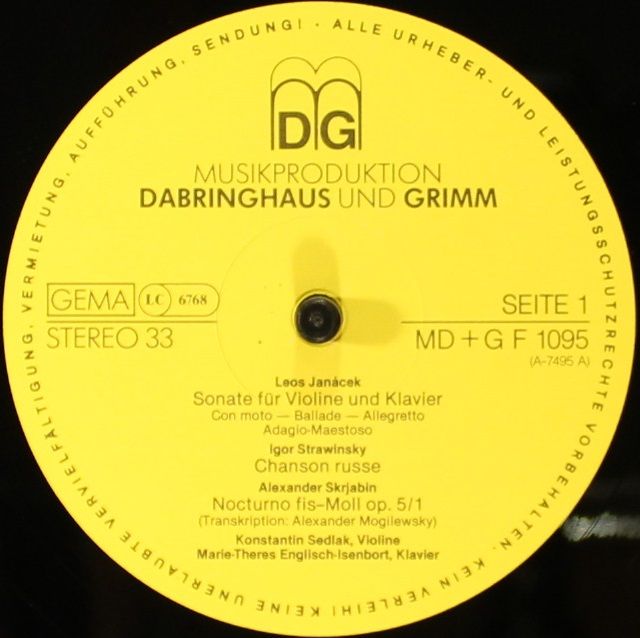 ALLE URHEBER- UND LEISTUNGSSCHUTZRECHTE VORBEHALTEN. KEIN VERLEIH! KEINE UNERLAUBTE VERVIELFÄLTIGUNG, VERMIETUNG, AUFFÜHRUNG, SENDUNG! ·
DG
MUSIKPRODUKTION
DABRINGHAUS UND GRIMM
GEMA LC 6768
SEITE 1
STEREO 33
MD + G F 1095
(A-7495 A)
Leos Janácek
Sonate für Violine und Klavier
Con moto — Ballade — Allegretto
Adagio-Maestoso
Igor Strawinsky
Chanson russe
Alexander Skrjabin
Nocturno fis-Moll op. 5/1
(Transkription: Alexander Mogilewsky)
Konstantin Sedlak, Violine
Marie-Theres Englisch-Isenbort, Klavier